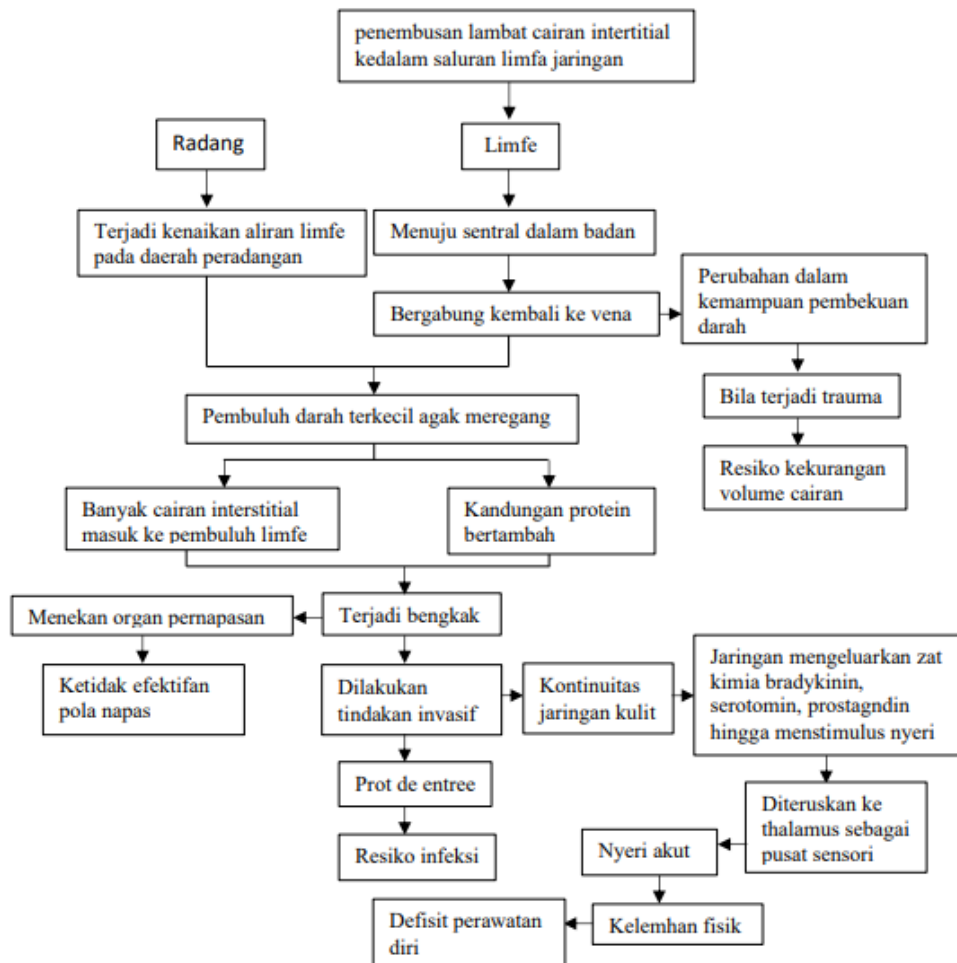 penembusan lambat cairan intertitial
kedalam saluran limfa jaringan
Radang
Limfe
Terjadi kenaikan aliran limfe
pada daerah peradangan
Menuju sentral dalam badan
Bergabung kembali ke vena
Perubahan dalam
kemampuan pembekuan
darah
Bila terjadi trauma
Resiko kekurangan
volume cairan
Pembuluh darah terkecil agak meregang
Banyak cairan interstitial
masuk ke pembuluh limfe
Kandungan protein
bertambah
Menekan organ pernapasan
Terjadi bengkak
Ketidak efektifan
pola napas
Dilakukan
tindakan invasif
Kontinuitas
jaringan kulit
Jaringan mengeluarkan zat
kimia bradykinin,
serotomin, prostagndin
hingga menstimulus nyeri
Prot de entree
Diteruskan ke
thalamus sebagai
pusat sensori
Resiko infeksi
Nyeri akut
Kelemhan fisik
Defisit perawatan
diri